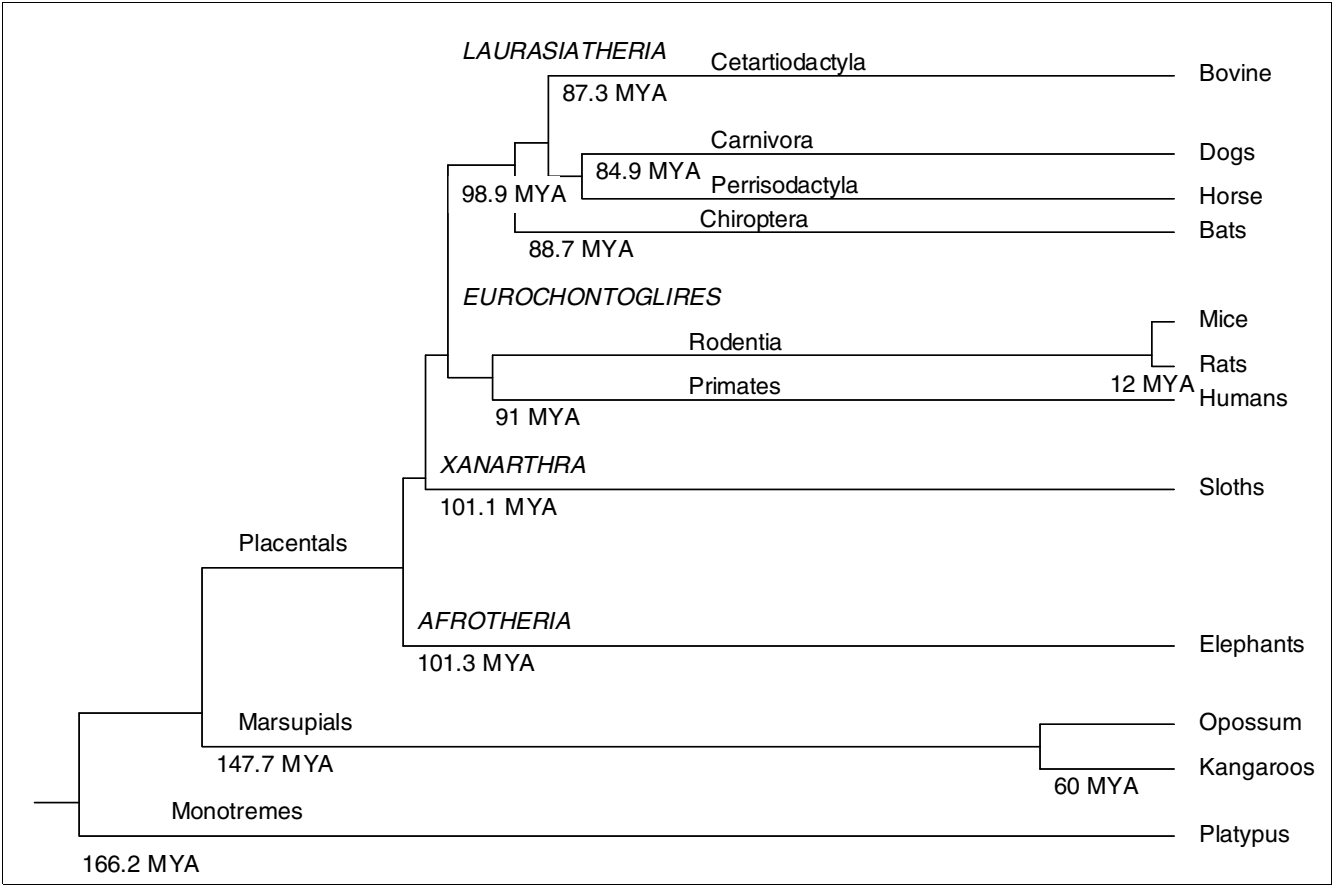 LAURASIATHERIA
Cetartiodactyla
Bovine
87.3 MYA
Carnivora
Dogs
84.9 MYA
Perrisodactyla
Horse
98.9 MYA
Chiroptera
Bats
88.7 MYA
EUROCHONTOGLIRES
Mice
Rodentia
Rats
12 MYA
Primates
Humans
91 MYA
XANARTHRA
Sloths
101.1 MYA
Placentals
AFROTHERIA
Elephants
101.3 MYA
Marsupials
Opossum
147.7 MYA
Kangaroos
60 MYA
Monotremes
Platypus
166.2 MYA